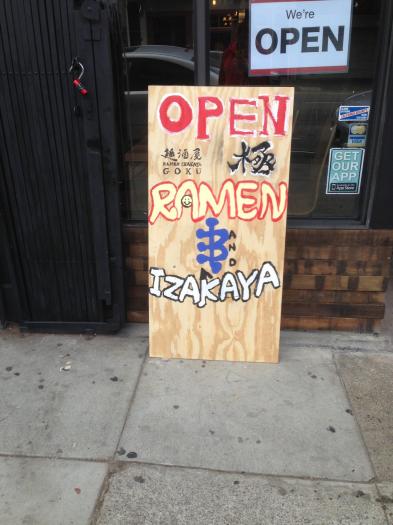 We're
OPEN
OPEN
麺酒屋
RAMEN IZAKAYA
GOKU
極
RAMEN
AND
IZAKAYA
GET
OUR
APP